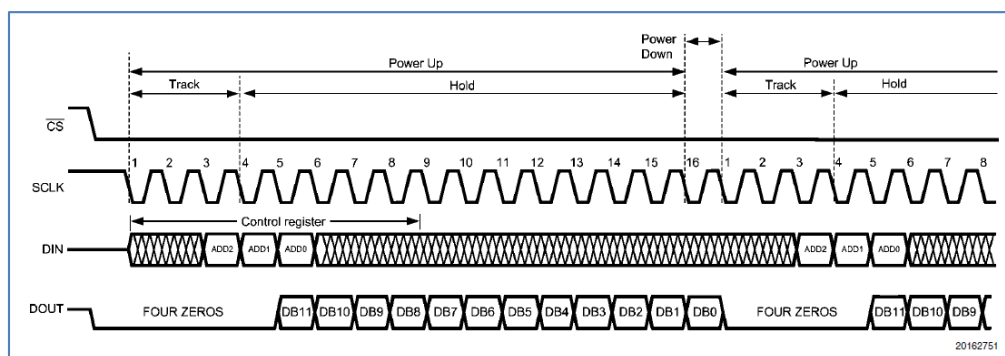 Power Down
Power Up
Power Up
Track
Hold
Track
Hold
CS
1 2 3 4 5 6 7 8 9 10 11 12 13 14 15 16 1 2 3 4 5 6 7 8
SCLK
Control register
DIN
ADD2 ADD1 ADD0 ADD2 ADD1 ADD0
DOUT
FOUR ZEROS DB11 DB10 DB9 DB8 DB7 DB6 DB5 DB4 DB3 DB2 DB1 DB0 FOUR ZEROS DB11 DB10 DB9
20162751